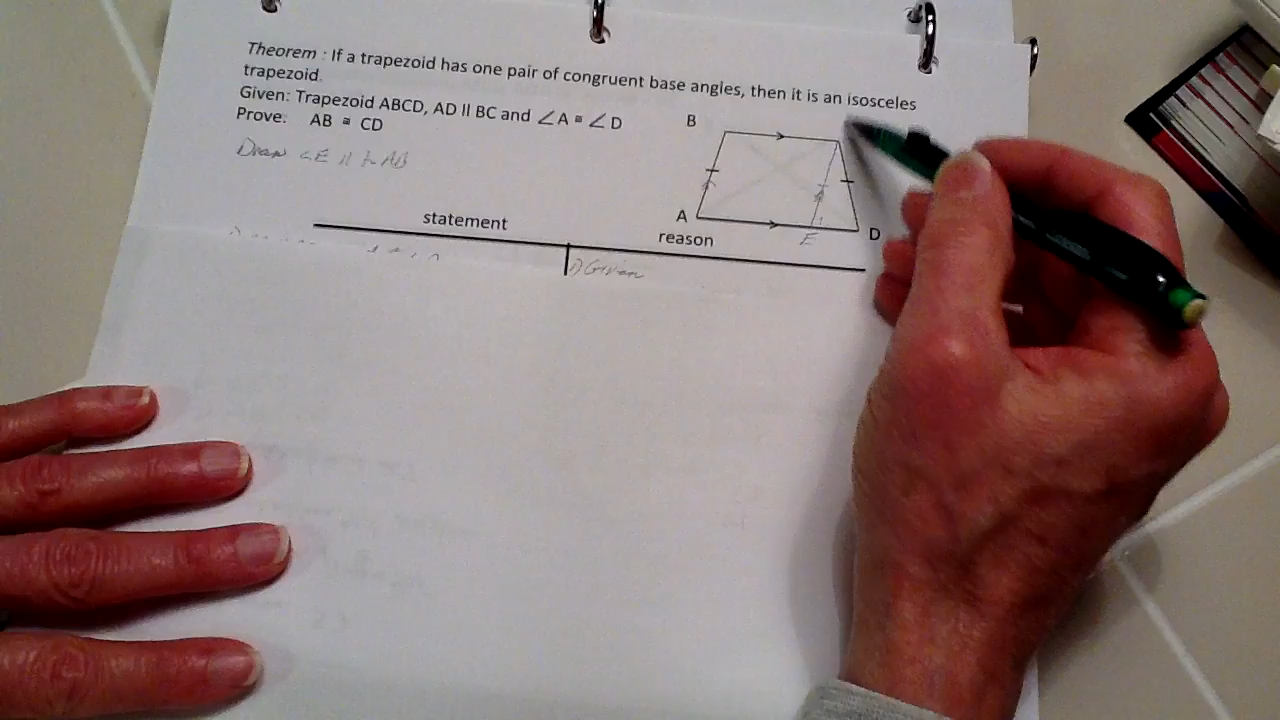 Theorem : If a trapezoid has one pair of congruent base angles, then it is an isosceles
trapezoid.
Given: Trapezoid ABCD, AD ll BC and ∠A ≅ ∠D
Prove: AB ≅ CD
Draw CE || to AB
B
A
D
E
statement
reason
1) Given